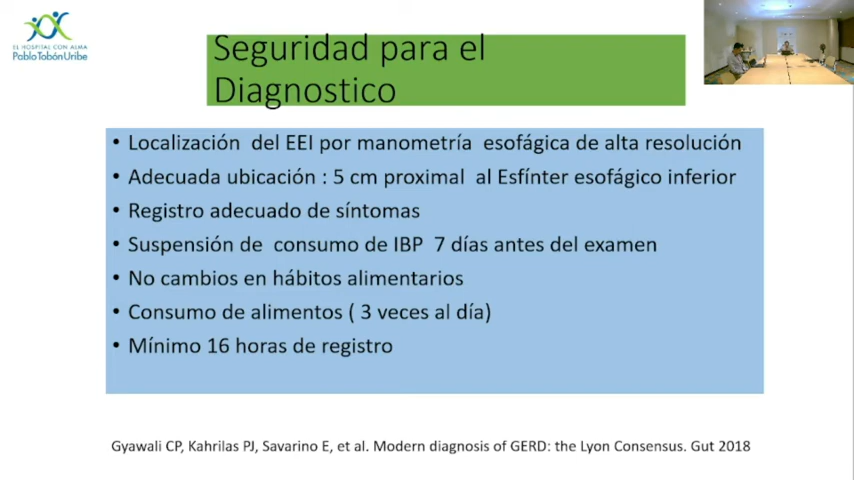 EL HOSPITAL CON ALMA
Pablo Tobón Uribe
Seguridad para el
Diagnostico
• Localización del EEI por manometría esofágica de alta resolución
• Adecuada ubicación : 5 cm proximal al Esfínter esofágico inferior
• Registro adecuado de síntomas
• Suspensión de consumo de IBP 7 días antes del examen
• No cambios en hábitos alimentarios
• Consumo de alimentos ( 3 veces al día)
• Mínimo 16 horas de registro
Gyawali CP, Kahrilas PJ, Savarino E, et al. Modern diagnosis of GERD: the Lyon Consensus. Gut 2018